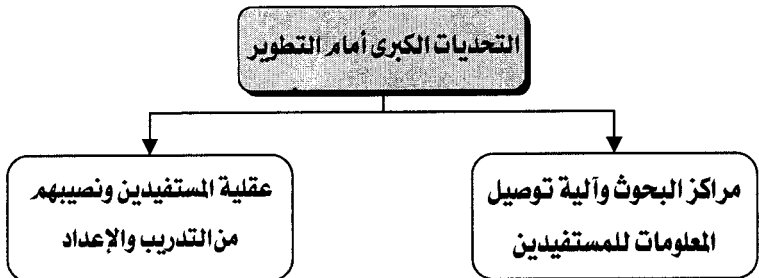 التحديات الكبرى أمام التطوير
مراكز البحوث وآلية توصيل
المعلومات للمستفيدين
عقلية المستفيدين ونصيبهم
من التدريب والإعداد